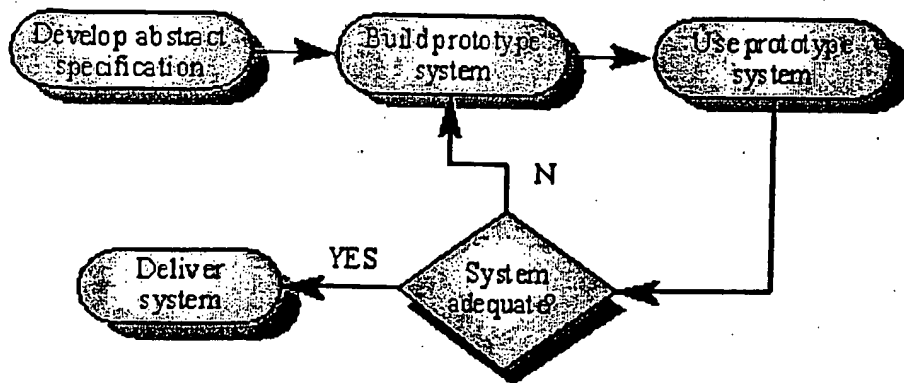 Develop abstract
specification
Build prototype
system
Use prototype
system
N
System
adequate?
YES
Deliver
system